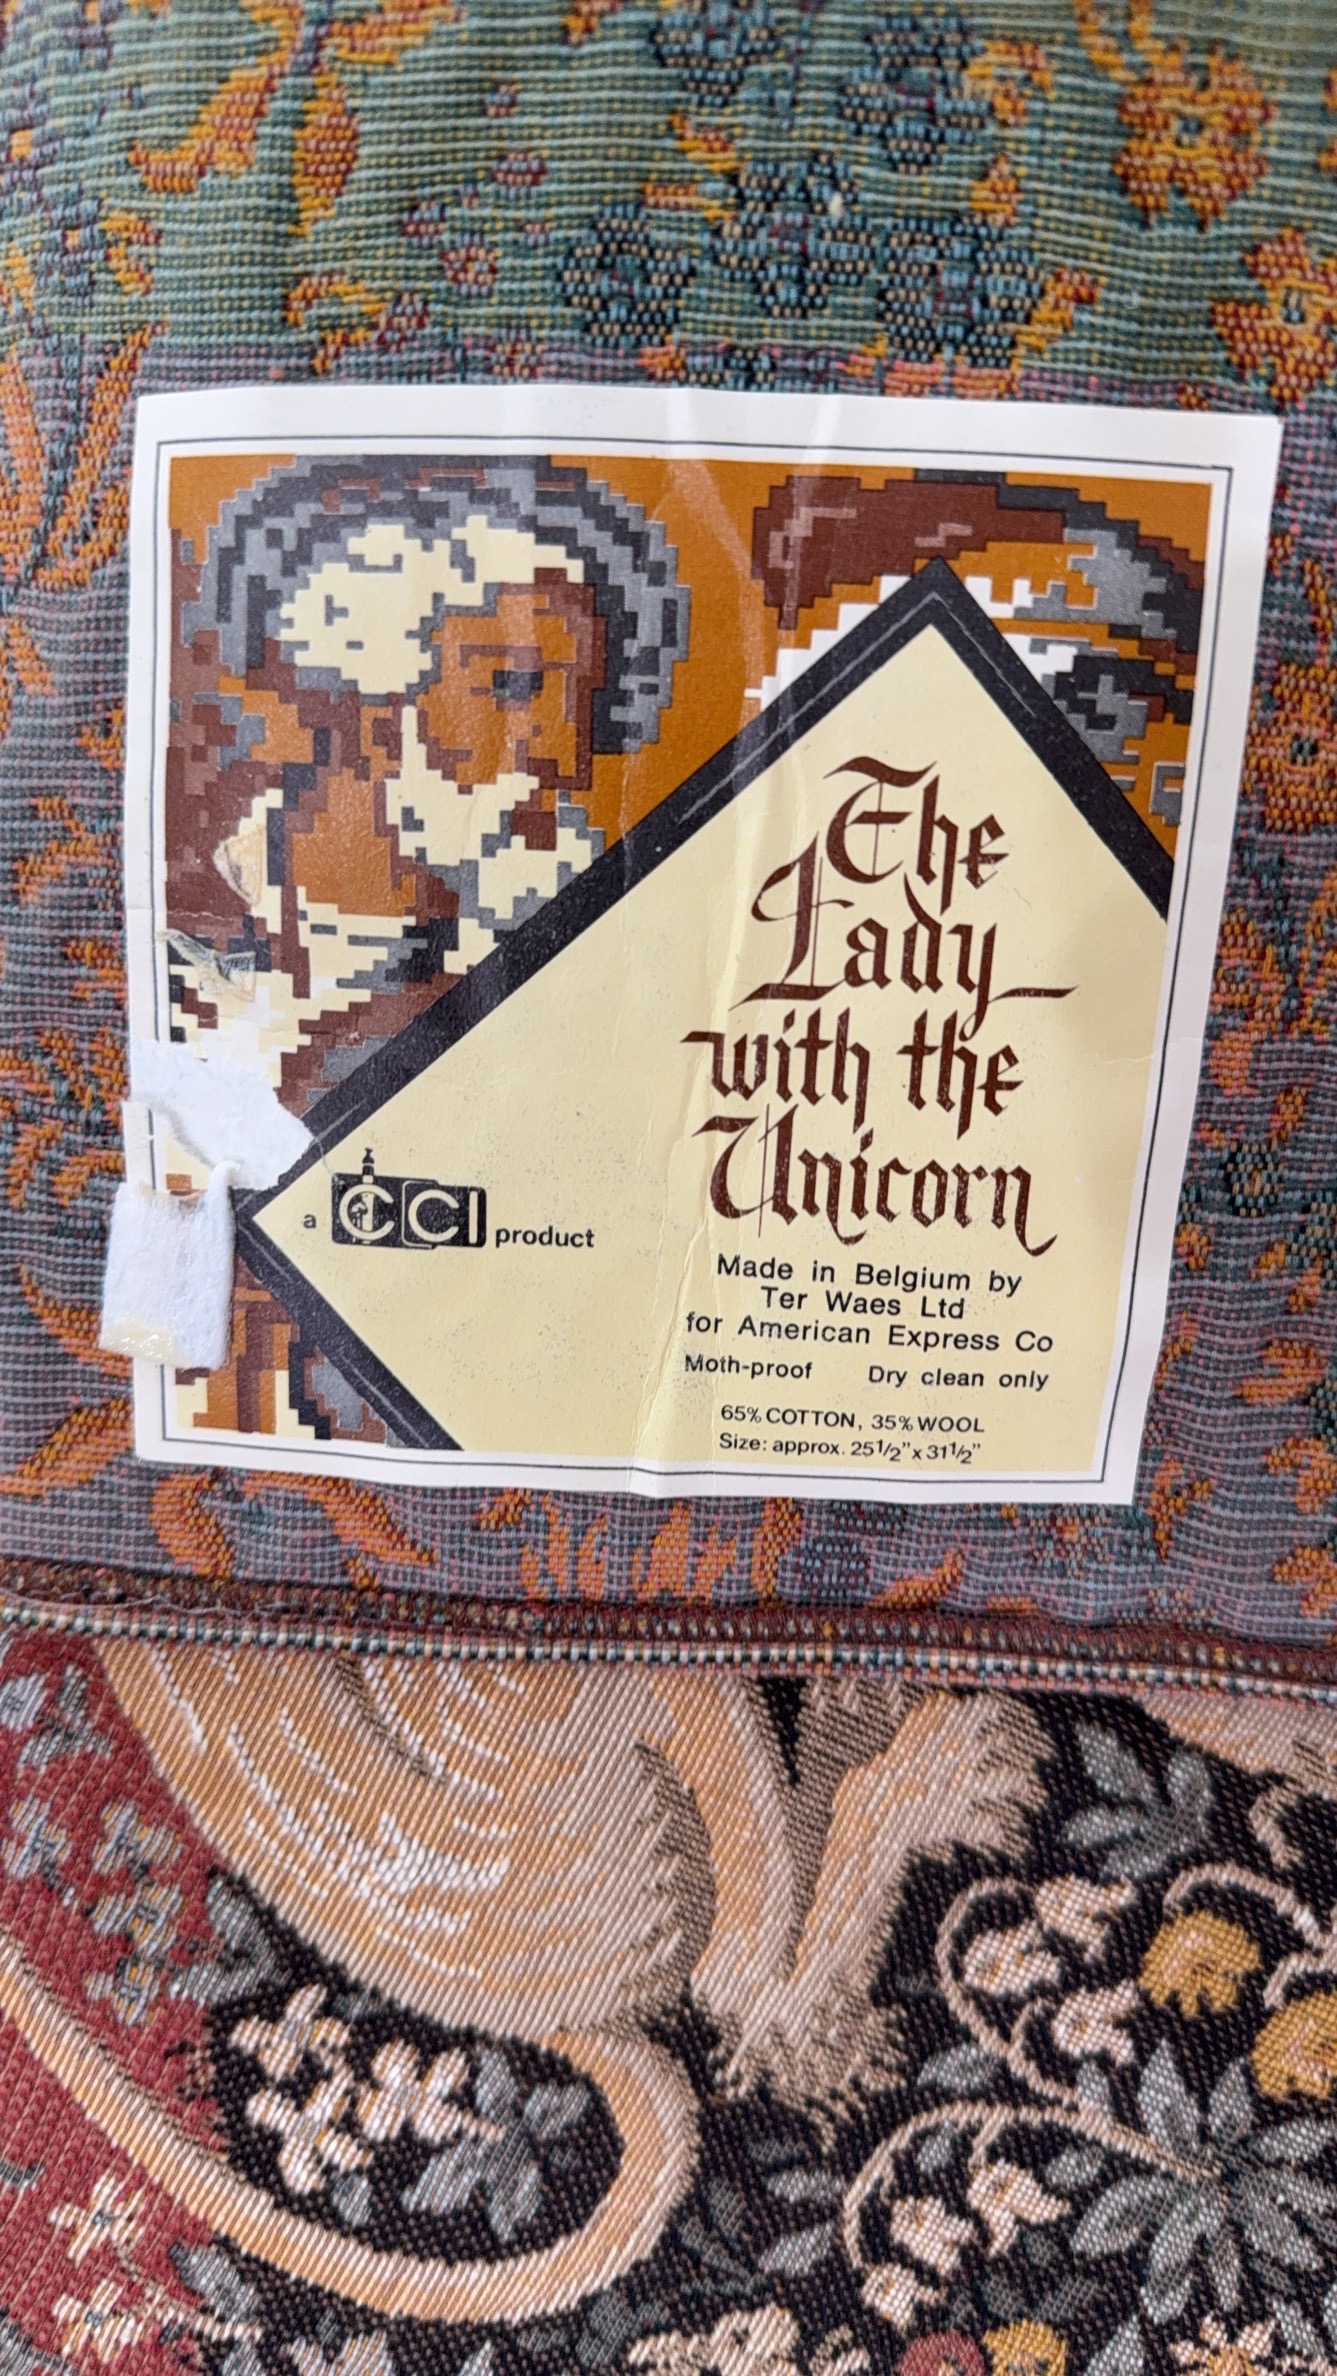 The
Lady
with the
Unicorn
a CCI product
Made in Belgium by
Ter Waes Ltd
for American Express Co
Moth-proof Dry clean only
65% COTTON, 35% WOOL
Size: approx. 25½" x 31½"